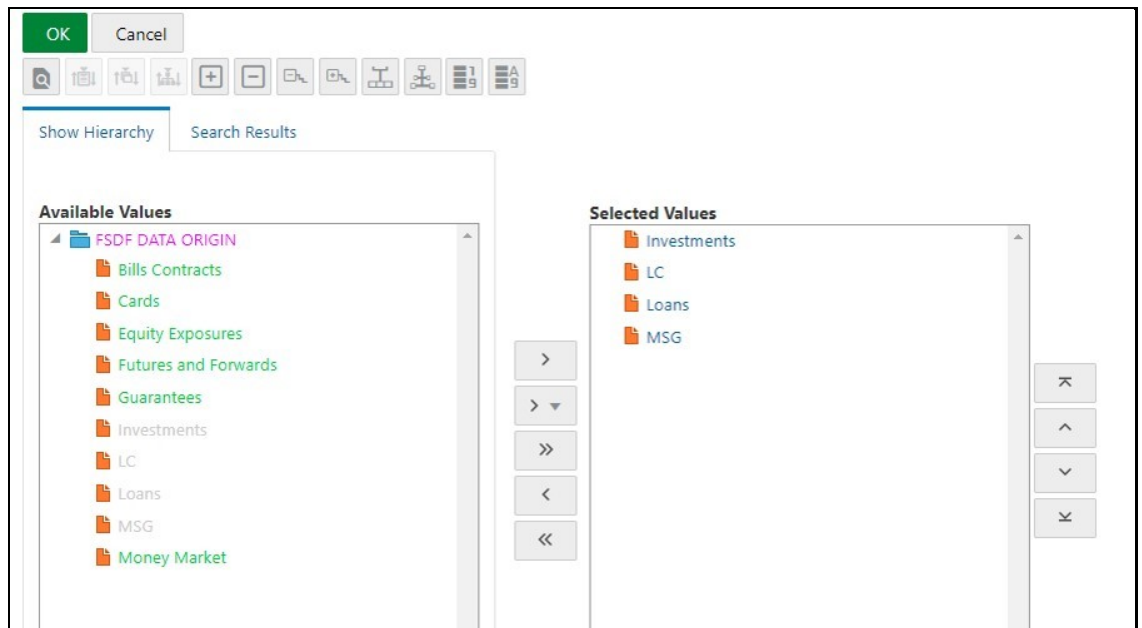 OK Cancel
Show Hierarchy Search Results
Available Values
FSDF DATA ORIGIN
Bills Contracts
Cards
Equity Exposures
Futures and Forwards
Guarantees
Investments
LC
Loans
MSG
Money Market
Selected Values
Investments
LC
Loans
MSG